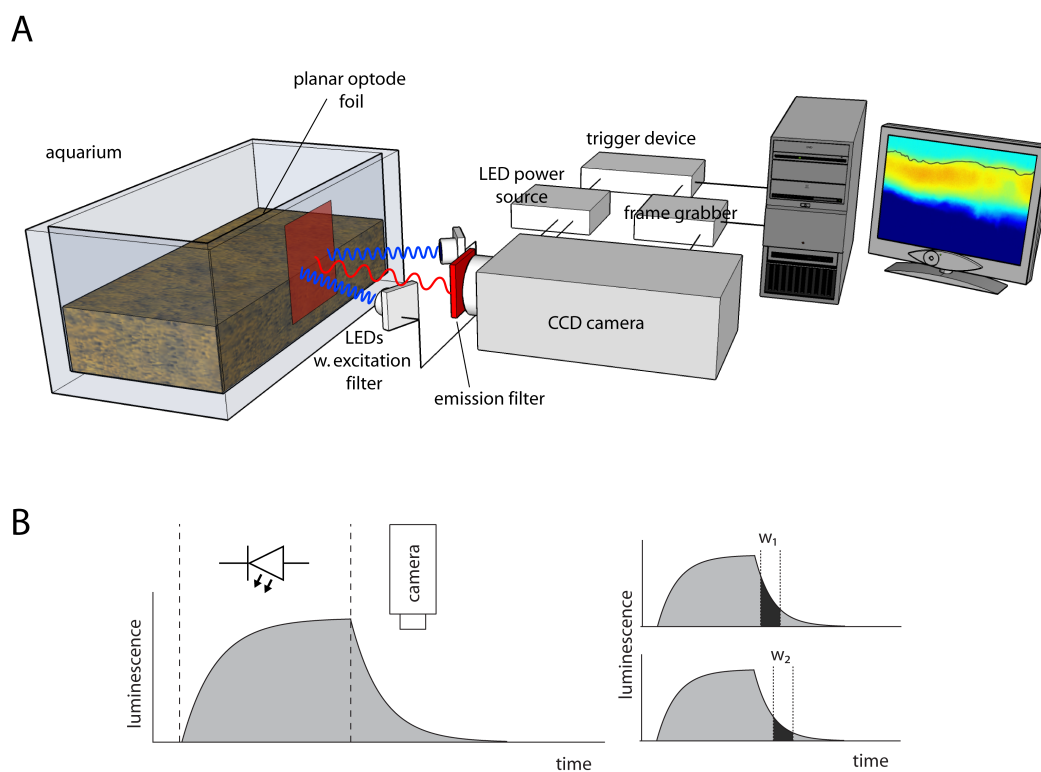 A
planar optode
foil
aquarium
trigger device
LED power
source
frame grabber
CCD camera
LEDs
w. excitation
filter
emission filter
B
camera
luminescence
time
w₁
luminescence
w₂
time